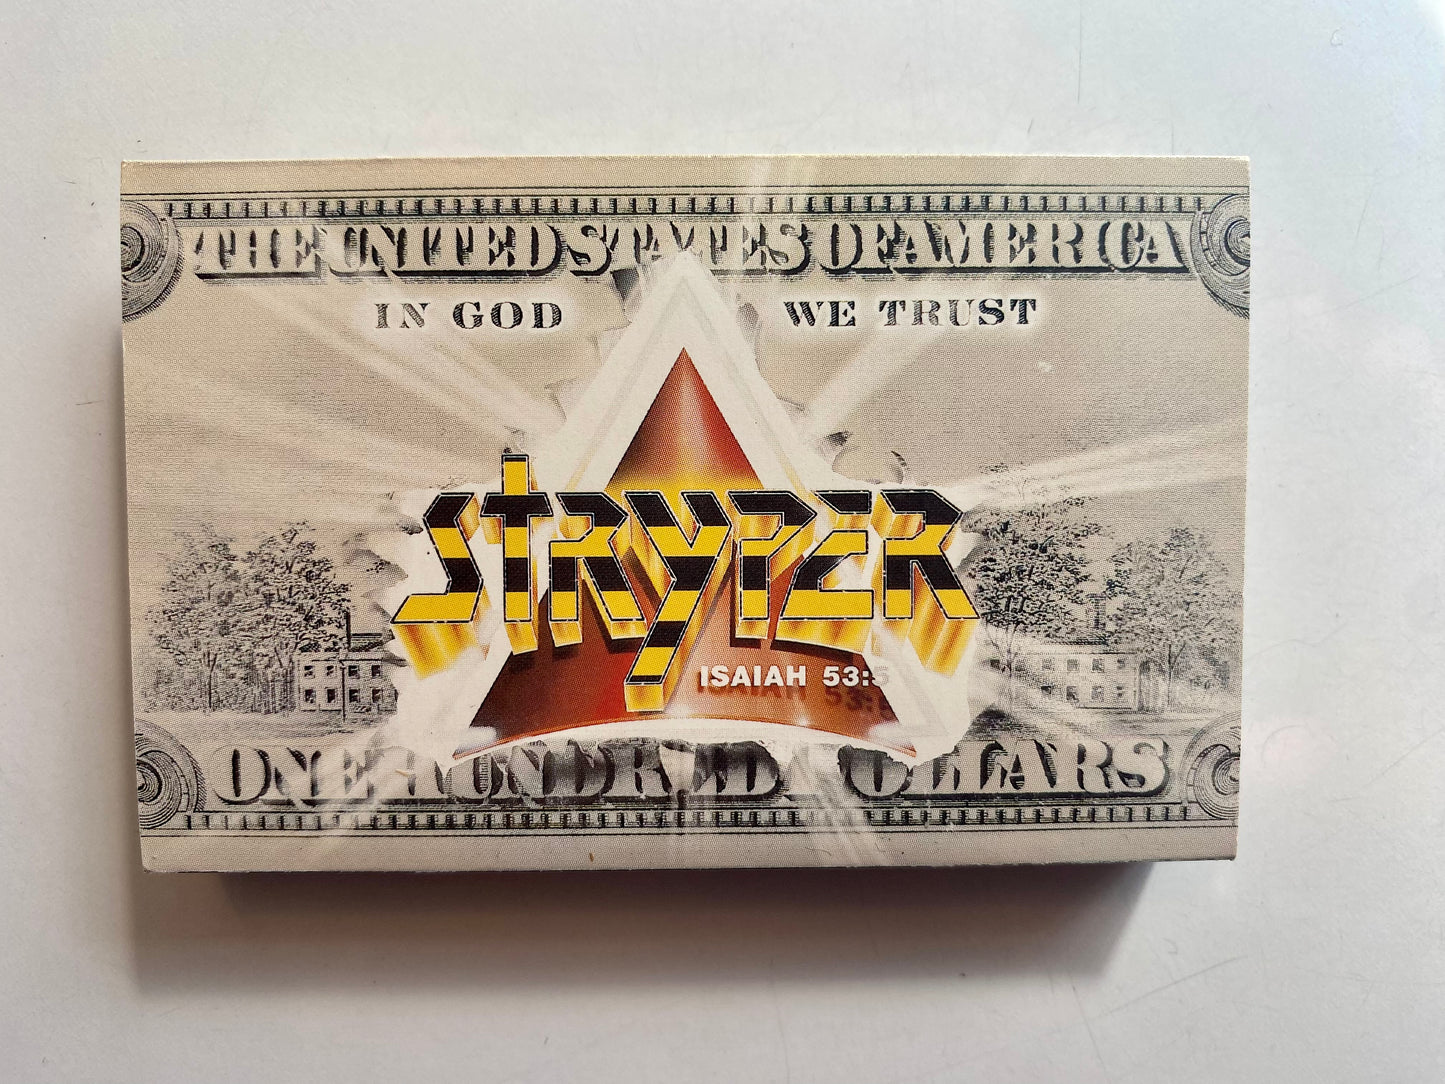 THE UNITED STATES OF AMERICA
IN GOD WE TRUST
STRYPER
ISAIAH 53:5
ONE HUNDRED DOLLARS